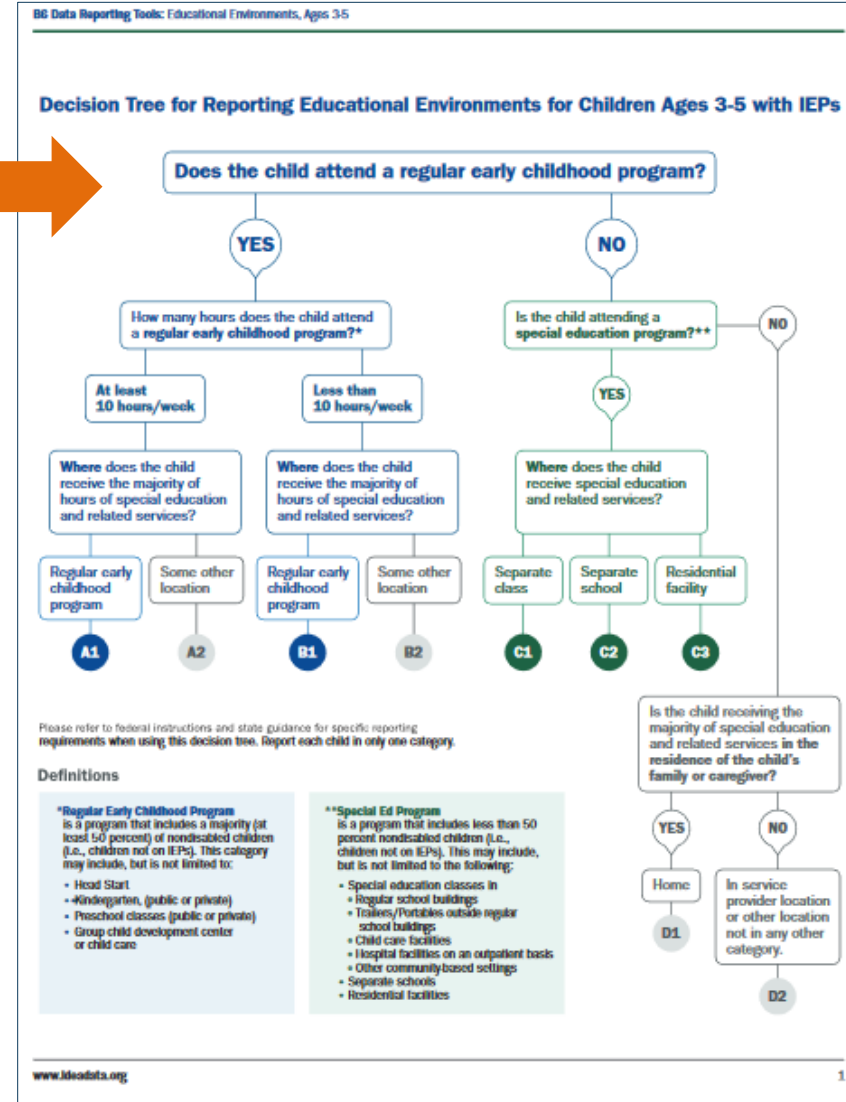 B6 Data Reporting Tools: Educational Environments, Ages 3-5
Decision Tree for Reporting Educational Environments for Children Ages 3-5 with IEPs
Does the child attend a regular early childhood program?
YES
NO
How many hours does the child attend
a regular early childhood program?*
Is the child attending a
special education program?**
NO
At least
10 hours/week
Less than
10 hours/week
YES
Where does the child
receive the majority of
hours of special education
and related services?
Where does the child
receive the majority of
hours of special education
and related services?
Where does the child
receive special education
and related services?
Regular early
childhood
program
Some other
location
Regular early
childhood
program
Some other
location
Separate
class
Separate
school
Residential
facility
A1
A2
B1
B2
C1
C2
C3
Is the child receiving the
majority of special education
and related services in the
residence of the child's
family or caregiver?
YES
NO
Home
In service
provider location
or other location
not in any other
category.
D1
D2
Please refer to federal instructions and state guidance for specific reporting
requirements when using this decision tree. Report each child in only one category.
Definitions
*Regular Early Childhood Program
is a program that includes a majority (at
least 50 percent) of nondisabled children
(i.e., children not on IEPs). This category
may include, but is not limited to:
• Head Start
• Kindergarten, (public or private)
• Preschool classes (public or private)
• Group child development center
or child care
**Special Ed Program
is a program that includes less than 50
percent nondisabled children (i.e.,
children not on IEPs). This may include,
but is not limited to the following:
• Special education classes in
• Regular school buildings
• Trailers/Portables outside regular
school buildings
• Child care facilities
• Hospital facilities on an outpatient basis
• Other community-based settings
• Separate schools
• Residential facilities
www.ideadata.org
1